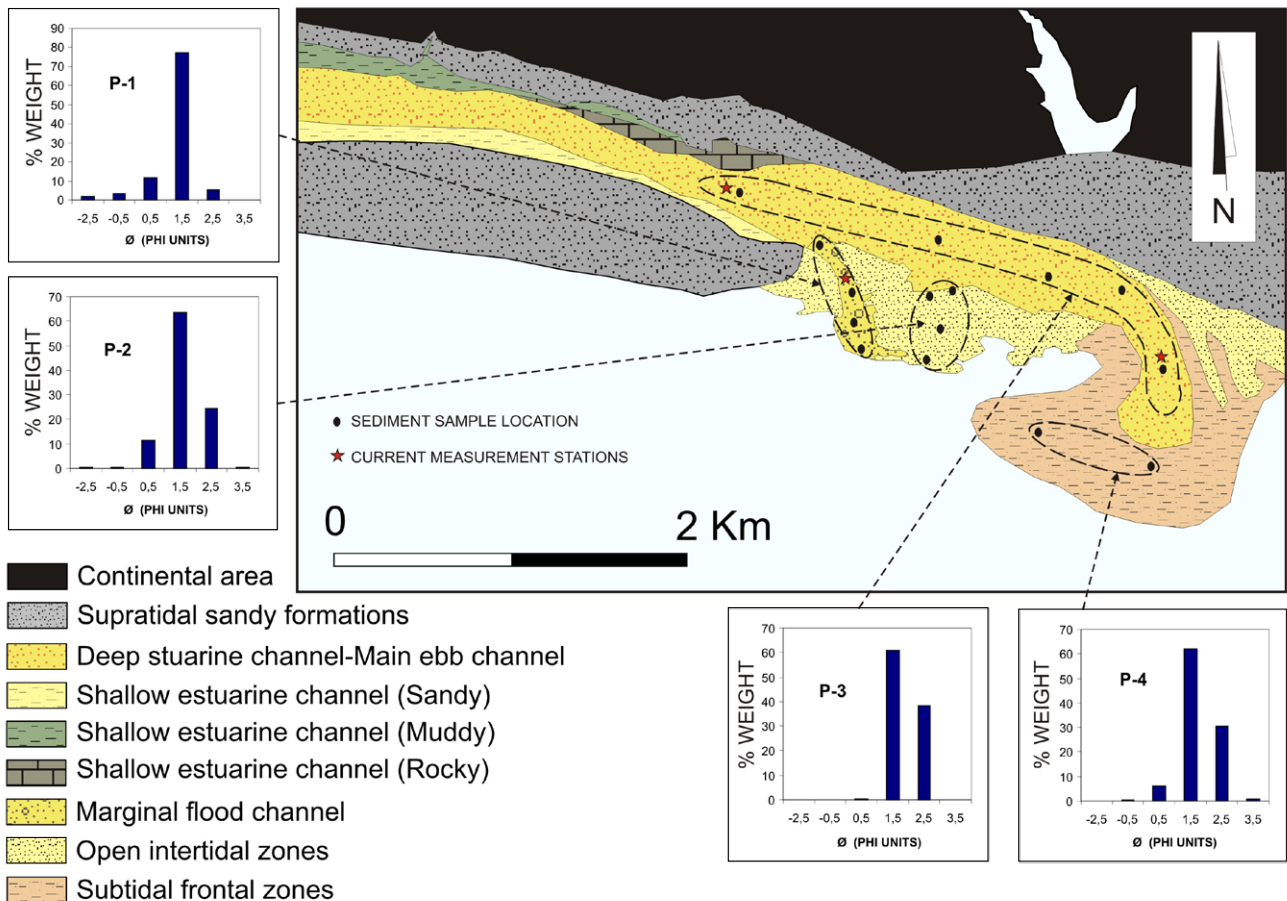 90
80
70
60
50
40
30
20
10
0
% WEIGHT
P-1
-2,5 -0,5 0,5 1,5 2,5 3,5
Ø (PHI UNITS)
70
60
50
40
30
20
10
0
% WEIGHT
P-2
-2,5 -0,5 0,5 1,5 2,5 3,5
Ø (PHI UNITS)
N
SEDIMENT SAMPLE LOCATION
CURRENT MEASUREMENT STATIONS
0 2 Km
Continental area
Supratidal sandy formations
Deep stuarine channel-Main ebb channel
Shallow estuarine channel (Sandy)
Shallow estuarine channel (Muddy)
Shallow estuarine channel (Rocky)
Marginal flood channel
Open intertidal zones
Subtidal frontal zones
70
60
50
40
30
20
10
0
% WEIGHT
P-3
-2,5 -0,5 0,5 1,5 2,5 3,5
Ø (PHI UNITS)
70
60
50
40
30
20
10
0
% WEIGHT
P-4
-2,5 -0,5 0,5 1,5 2,5 3,5
Ø (PHI UNITS)